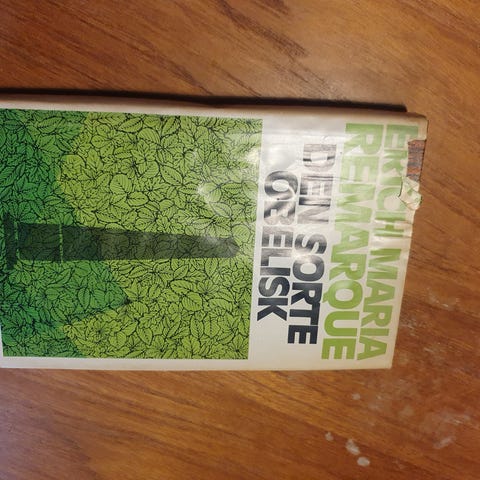 ERICH MARIA
REMARQUE
DEN SORTE
OBELISK